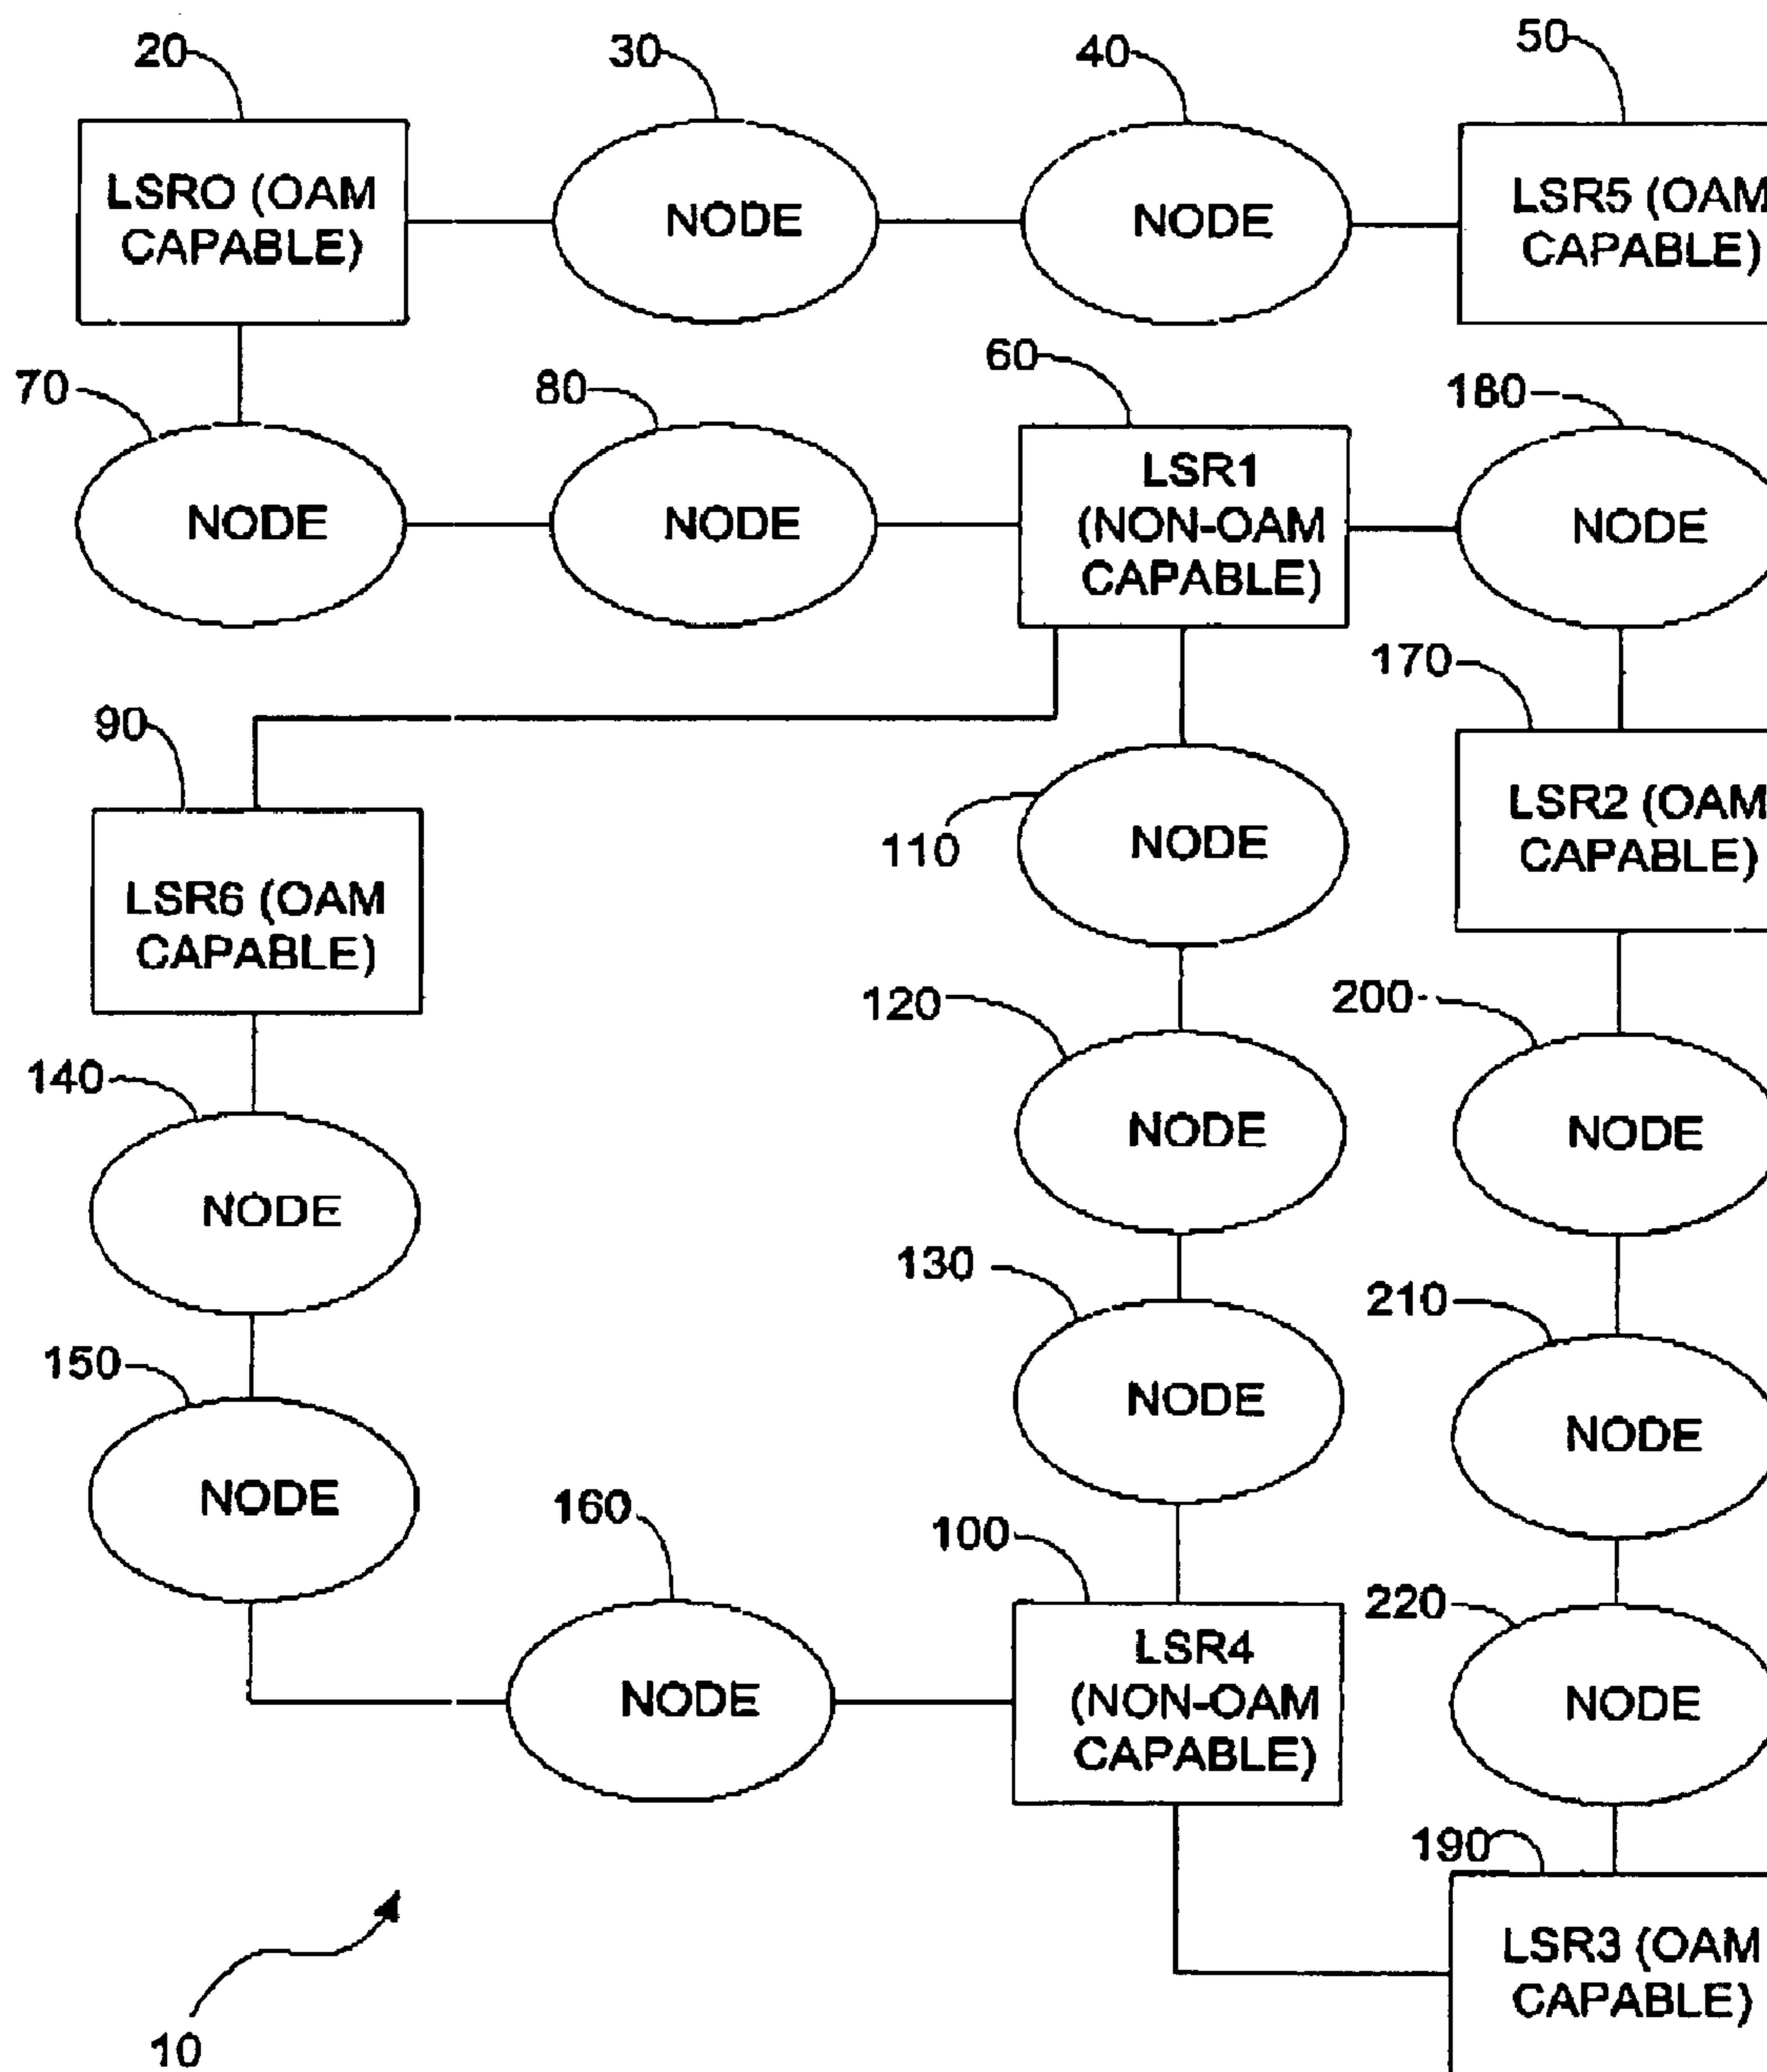 20
30
40
50
LSRO (OAM
CAPABLE)
NODE
NODE
LSR5 (OAM
CAPABLE)
70
80
60
180
NODE
NODE
LSR1
(NON-OAM
CAPABLE)
NODE
170
90
LSR6 (OAM
CAPABLE)
110
NODE
LSR2 (OAM
CAPABLE)
120
200
140
NODE
NODE
NODE
130
210
150
NODE
NODE
NODE
160
100
220
NODE
LSR4
(NON-OAM
CAPABLE)
NODE
190
LSR3 (OAM
CAPABLE)
10